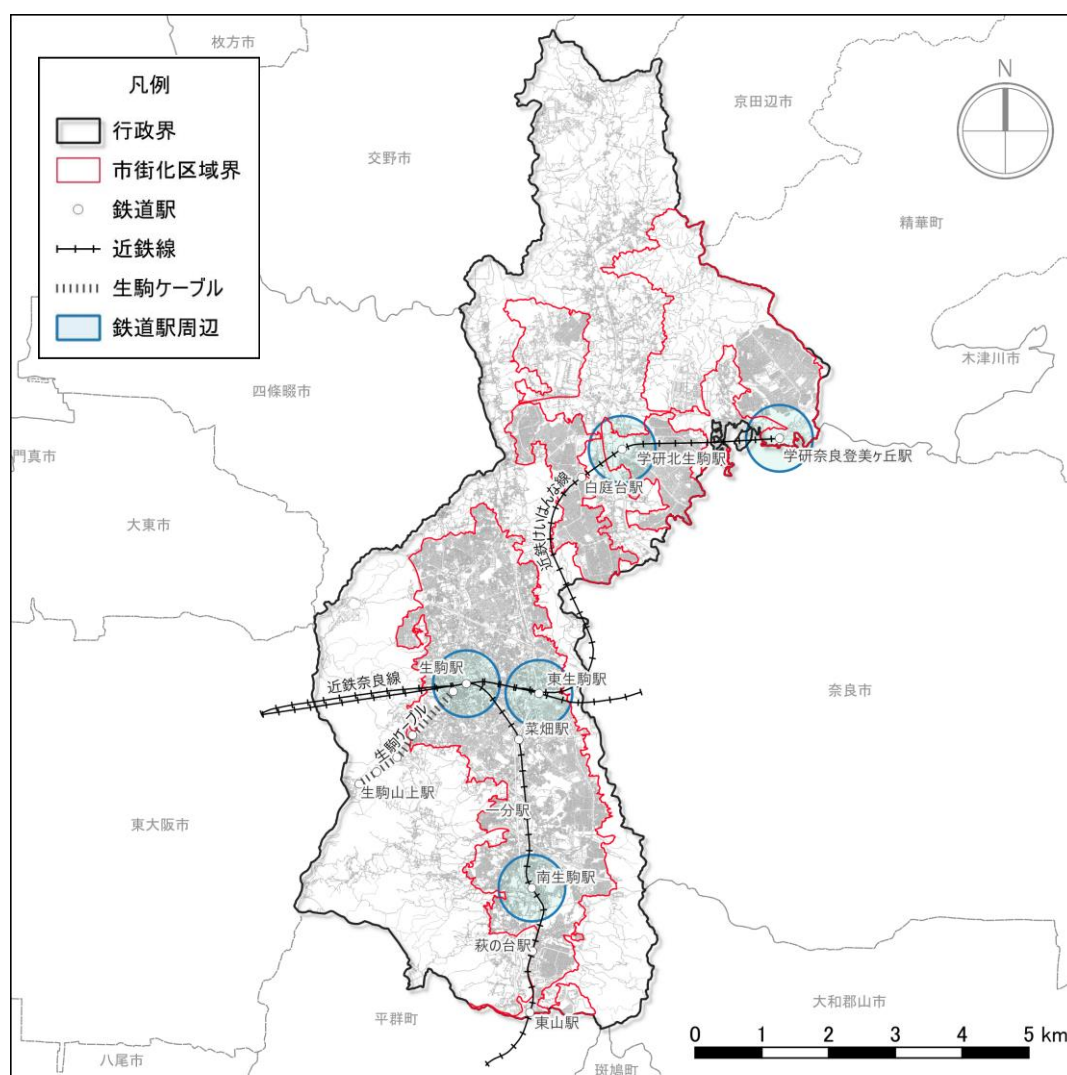 枚方市
凡例
行政界
市街化区域界
鉄道駅
近鉄線
生駒ケーブル
鉄道駅周辺
N
京田辺市
交野市
精華町
木津川市
四條畷市
門真市
学研北生駒駅
学研奈良登美ヶ丘駅
白庭台駅
近鉄けいはんな線
大東市
生駒駅
東生駒駅
近鉄奈良線
奈良市
菜畑駅
生駒ケーブル
生駒山上駅
一分駅
東大阪市
南生駒駅
萩の台駅
大和郡山市
平群町
東山駅
0 1 2 3 4 5 km
八尾市
斑鳩町